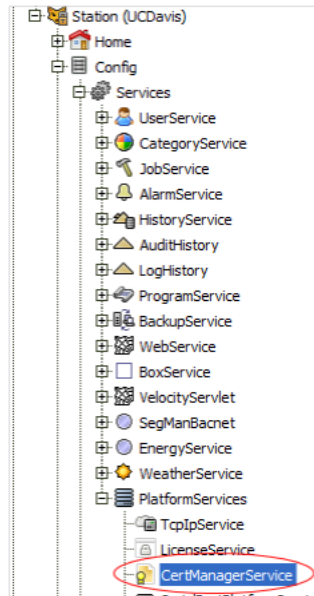 Station (UCDavis)
Home
Config
Services
UserService
CategoryService
JobService
AlarmService
HistoryService
AuditHistory
LogHistory
ProgramService
BackupService
WebService
BoxService
VelocityServlet
SegManBacnet
EnergyService
WeatherService
PlatformServices
TcpIpService
LicenseService
CertManagerService